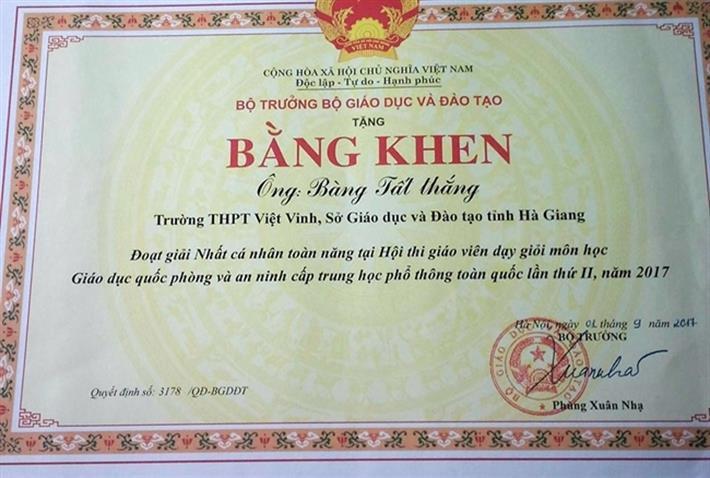 VIỆT NAM
CỘNG HÒA XÃ HỘI CHỦ NGHĨA VIỆT NAM
Độc lập - Tự do - Hạnh phúc
BỘ TRƯỞNG BỘ GIÁO DỤC VÀ ĐÀO TẠO
TẶNG
BẰNG KHEN
Ông: Bàng Tất thắng
Trường THPT Việt Vinh, Sở Giáo dục và Đào tạo tỉnh Hà Giang
Đoạt giải Nhất cá nhân toàn năng tại Hội thi giáo viên dạy giỏi môn học
Giáo dục quốc phòng và an ninh cấp trung học phổ thông toàn quốc lần thứ II, năm 2017
Hà Nội, ngày 01 tháng 9 năm 2017
BỘ TRƯỞNG
BỘ GIÁO DỤC ĐÀO TẠO
Phùng Xuân Nhạ
Quyết định số: 3178 /QĐ-BGDĐT